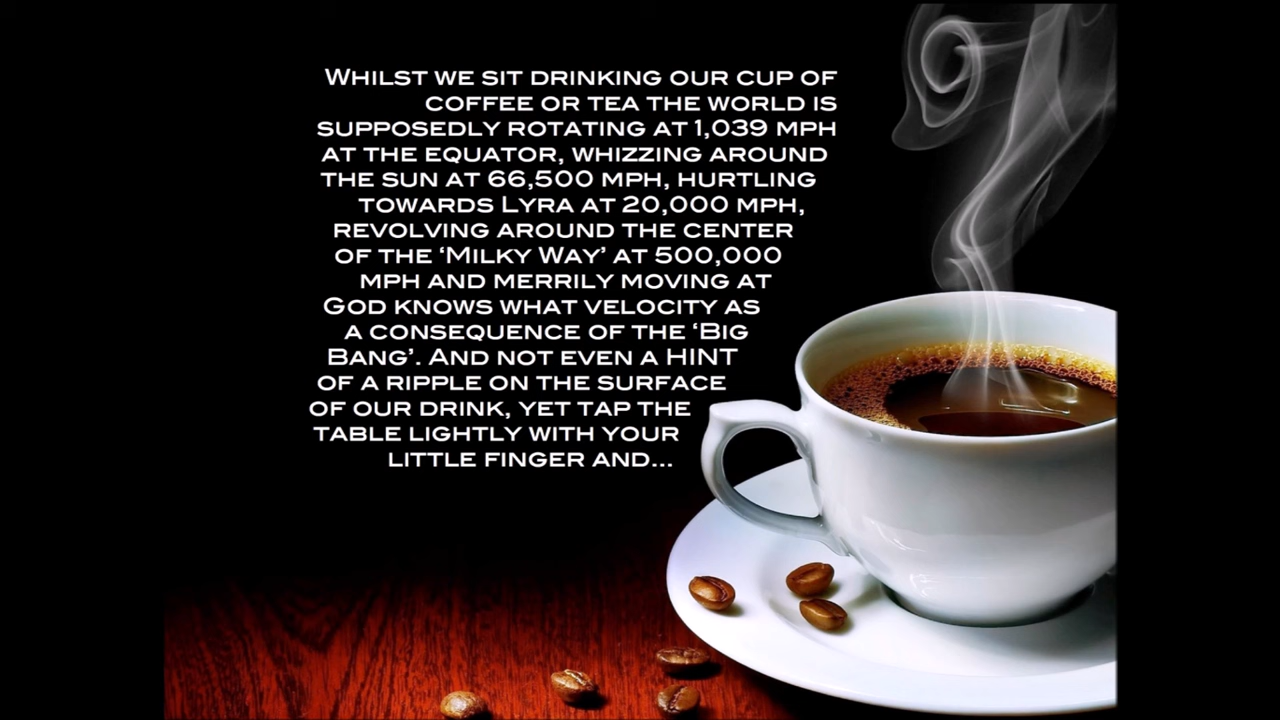 Whilst we sit drinking our cup of
coffee or tea the world is
supposedly rotating at 1,039 mph
at the equator, whizzing around
the sun at 66,500 mph, hurtling
towards Lyra at 20,000 mph,
revolving around the center
of the ‘Milky Way’ at 500,000
mph and merrily moving at
God knows what velocity as
a consequence of the ‘Big
Bang’. And not even a hint
of a ripple on the surface
of our drink, yet tap the
table lightly with your
little finger and...